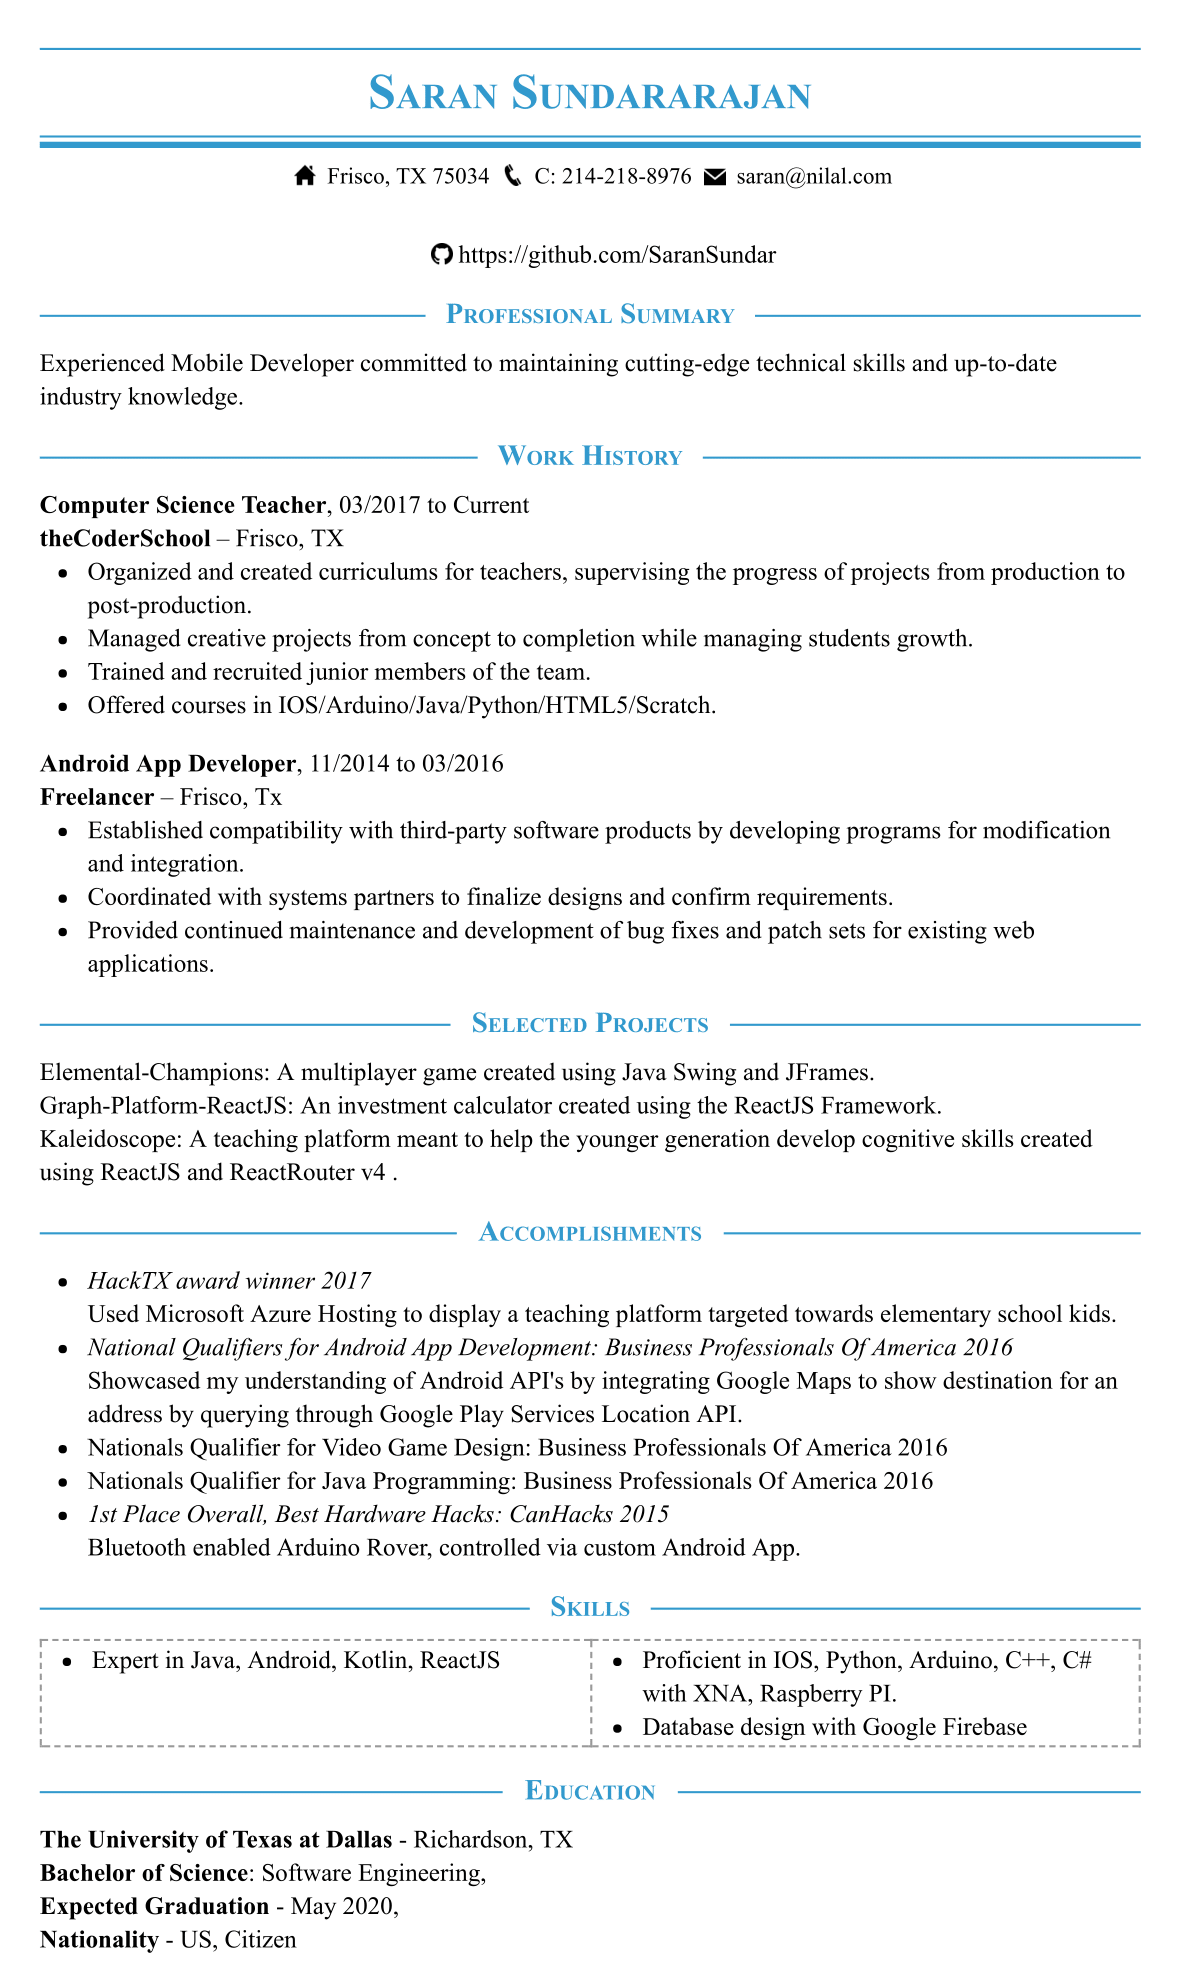 Saran Sundararajan
Frisco, TX 75034 C: 214-218-8976 saran@nilal.com
https://github.com/SaranSundar
Professional Summary
Experienced Mobile Developer committed to maintaining cutting-edge technical skills and up-to-date
industry knowledge.
Work History
Computer Science Teacher, 03/2017 to Current
theCoderSchool – Frisco, TX
• Organized and created curriculums for teachers, supervising the progress of projects from production to
post-production.
• Managed creative projects from concept to completion while managing students growth.
• Trained and recruited junior members of the team.
• Offered courses in IOS/Arduino/Java/Python/HTML5/Scratch.
Android App Developer, 11/2014 to 03/2016
Freelancer – Frisco, Tx
• Established compatibility with third-party software products by developing programs for modification
and integration.
• Coordinated with systems partners to finalize designs and confirm requirements.
• Provided continued maintenance and development of bug fixes and patch sets for existing web
applications.
Selected Projects
Elemental-Champions: A multiplayer game created using Java Swing and JFrames.
Graph-Platform-ReactJS: An investment calculator created using the ReactJS Framework.
Kaleidoscope: A teaching platform meant to help the younger generation develop cognitive skills created
using ReactJS and ReactRouter v4 .
Accomplishments
• HackTX award winner 2017
Used Microsoft Azure Hosting to display a teaching platform targeted towards elementary school kids.
• National Qualifiers for Android App Development: Business Professionals Of America 2016
Showcased my understanding of Android API's by integrating Google Maps to show destination for an
address by querying through Google Play Services Location API.
• Nationals Qualifier for Video Game Design: Business Professionals Of America 2016
• Nationals Qualifier for Java Programming: Business Professionals Of America 2016
• 1st Place Overall, Best Hardware Hacks: CanHacks 2015
Bluetooth enabled Arduino Rover, controlled via custom Android App.
Skills
• Expert in Java, Android, Kotlin, ReactJS
• Proficient in IOS, Python, Arduino, C++, C#
with XNA, Raspberry PI.
• Database design with Google Firebase
Education
The University of Texas at Dallas - Richardson, TX
Bachelor of Science: Software Engineering,
Expected Graduation - May 2020,
Nationality - US, Citizen